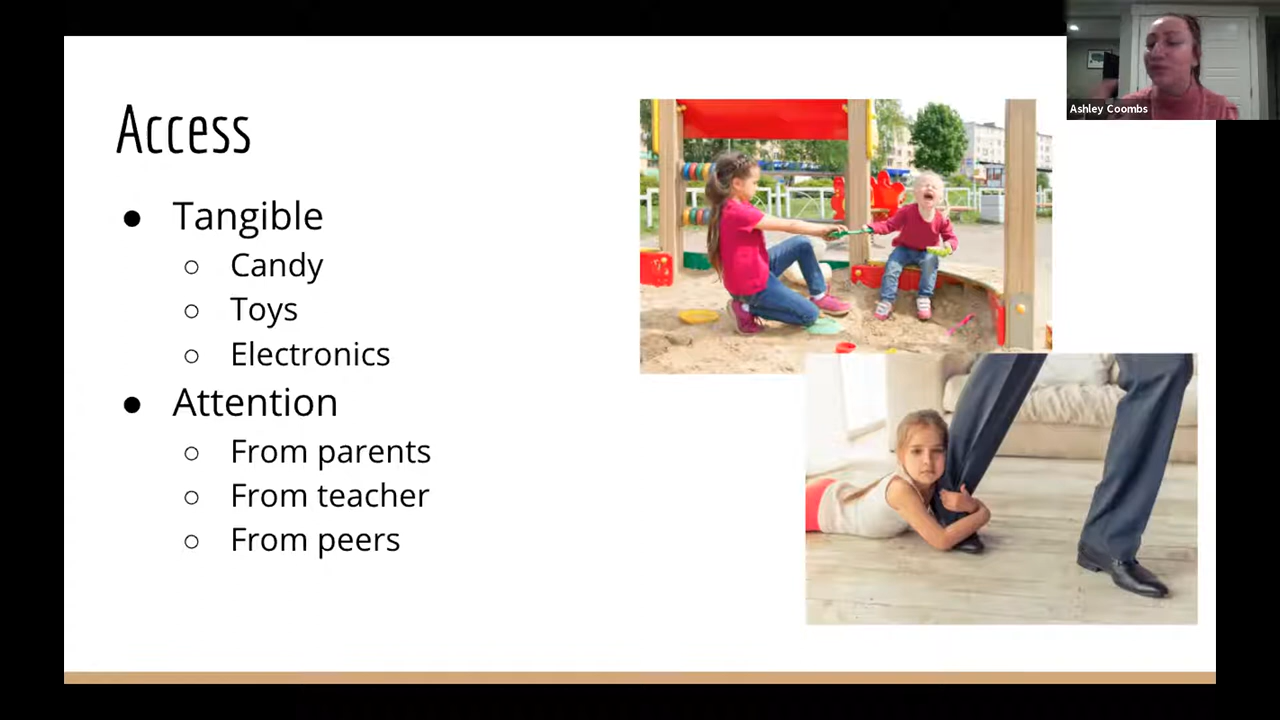 Access
● Tangible
○ Candy
○ Toys
○ Electronics
● Attention
○ From parents
○ From teacher
○ From peers
Ashley Coombs